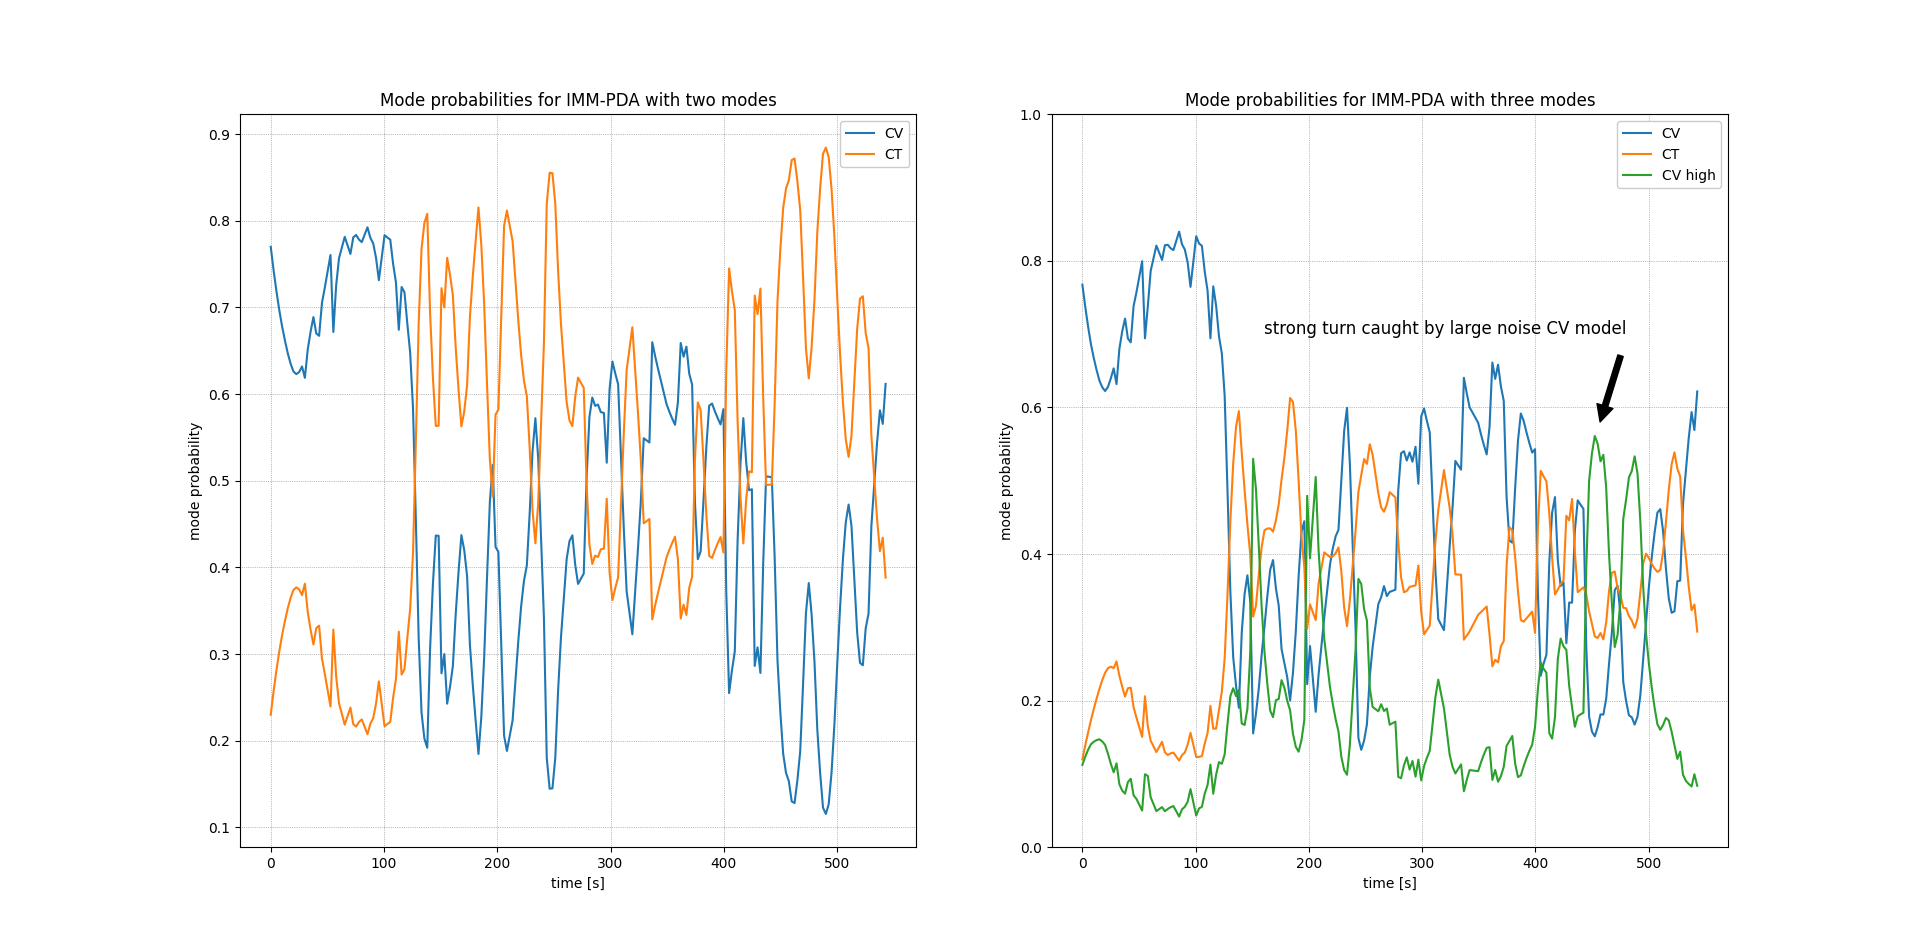 Mode probabilities for IMM-PDA with two modes
mode probability
0.9
0.8
0.7
0.6
0.5
0.4
0.3
0.2
0.1
CV
CT
0
100
200
300
400
500
time [s]
Mode probabilities for IMM-PDA with three modes
mode probability
1.0
0.8
0.6
0.4
0.2
0.0
CV
CT
CV high
strong turn caught by large noise CV model
0
100
200
300
400
500
time [s]